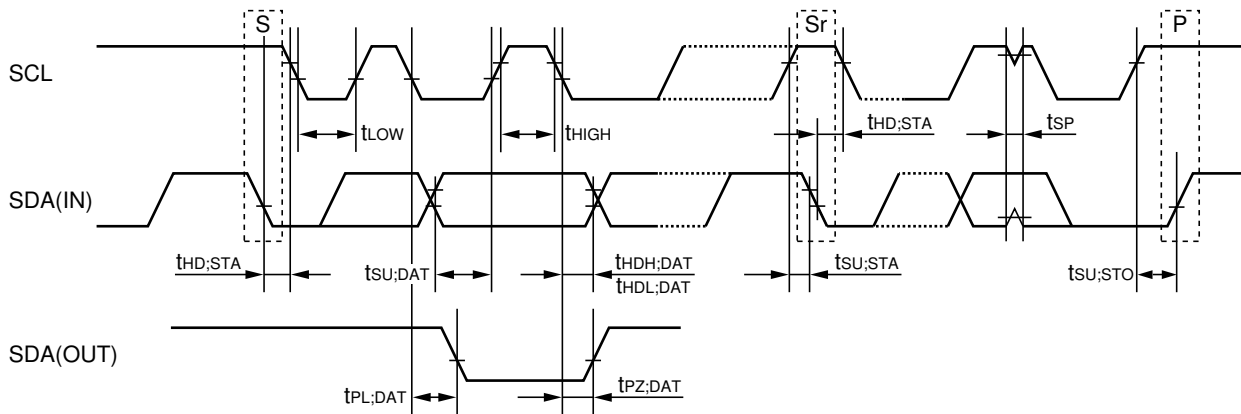 S Sr P
SCL
tLOW tHIGH tHD;STA tSP
SDA(IN)
tHD;STA tSU;DAT tHDH;DAT tSU;STA tSU;STO
tHDL;DAT
SDA(OUT)
tPL;DAT tPZ;DAT